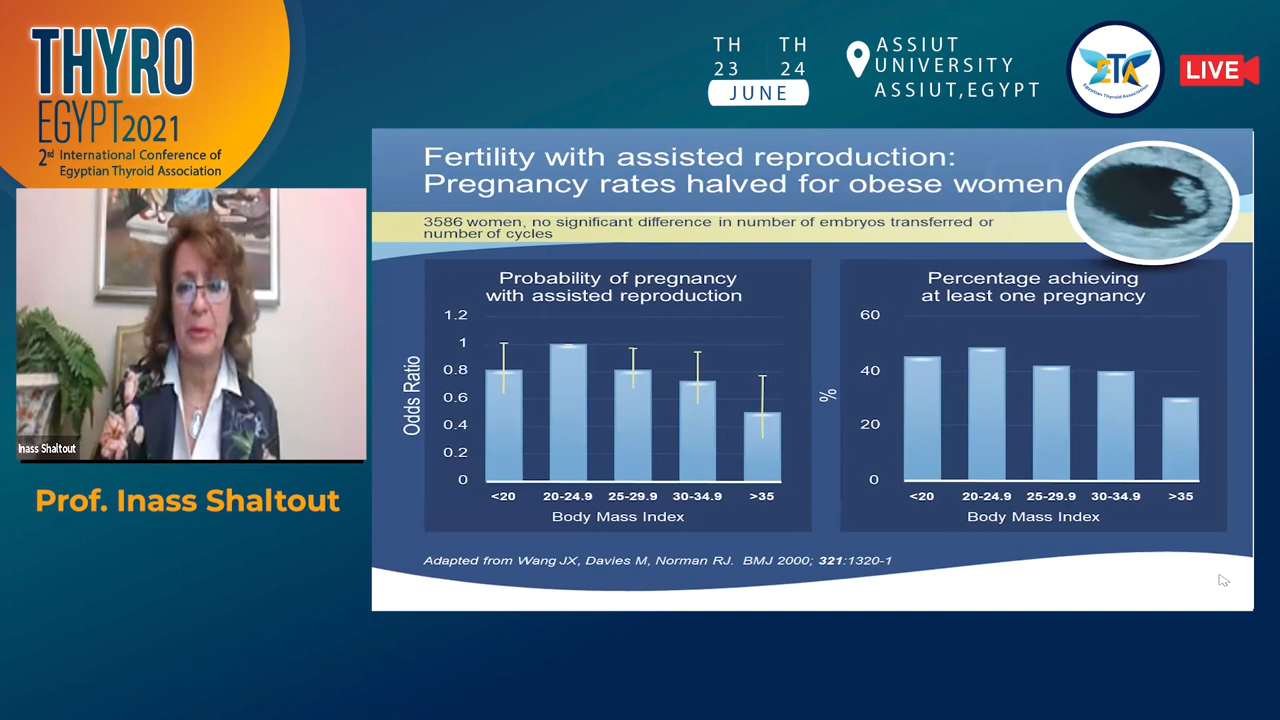 THYRO
EGYPT2021
2nd International Conference of
Egyptian Thyroid Association
TH TH
23 24
JUNE
ASSIUT
UNIVERSITY
ASSIUT,EGYPT
ETA
Egyptian Thyroid Association
LIVE
Inass Shaltout
Prof. Inass Shaltout
Fertility with assisted reproduction:
Pregnancy rates halved for obese women
3586 women, no significant difference in number of embryos transferred or
number of cycles
Probability of pregnancy
with assisted reproduction
Odds Ratio
1.2
1
0.8
0.6
0.4
0.2
0
<20 20-24.9 25-29.9 30-34.9 >35
Body Mass Index
Percentage achieving
at least one pregnancy
%
60
40
20
0
<20 20-24.9 25-29.9 30-34.9 >35
Body Mass Index
Adapted from Wang JX, Davies M, Norman RJ. BMJ 2000; 321:1320-1